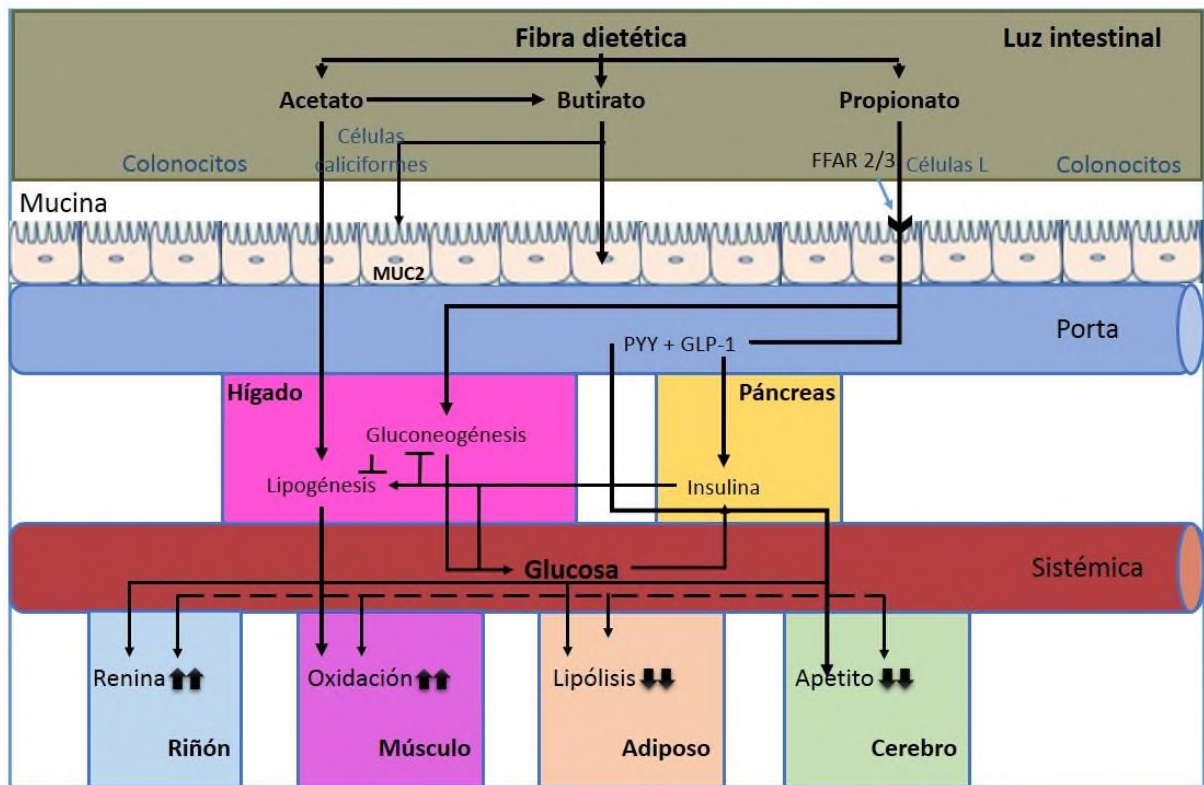 Fibra dietética
Luz intestinal
Acetato
Butirato
Propionato
Colonocitos
Células
caliciformes
FFAR 2/3
Células L
Colonocitos
Mucina
MUC2
Porta
PYY + GLP-1
Hígado
Páncreas
Gluconeogénesis
Lipogénesis
Insulina
Glucosa
Sistémica
Renina
Oxidación
Lipólisis
Apetito
Riñón
Músculo
Adiposo
Cerebro